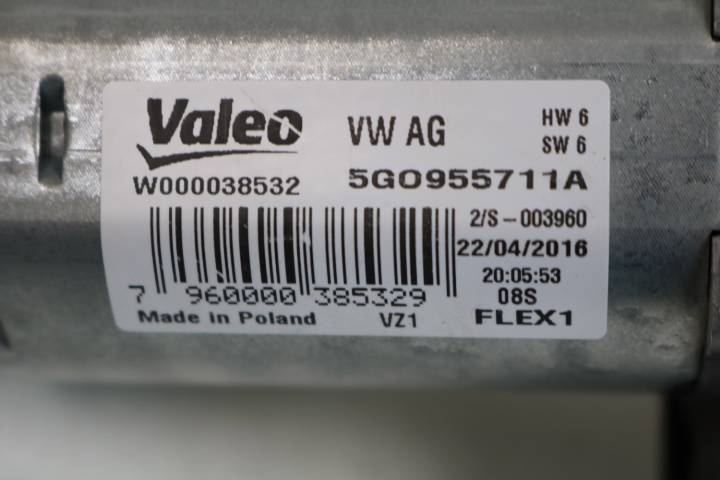 Valeo VW AG HW 6
SW 6
W000038532 5G0955711A
2/S-003960
22/04/2016
20:05:53
7 960000 385329 08S
Made in Poland VZ1 FLEX1